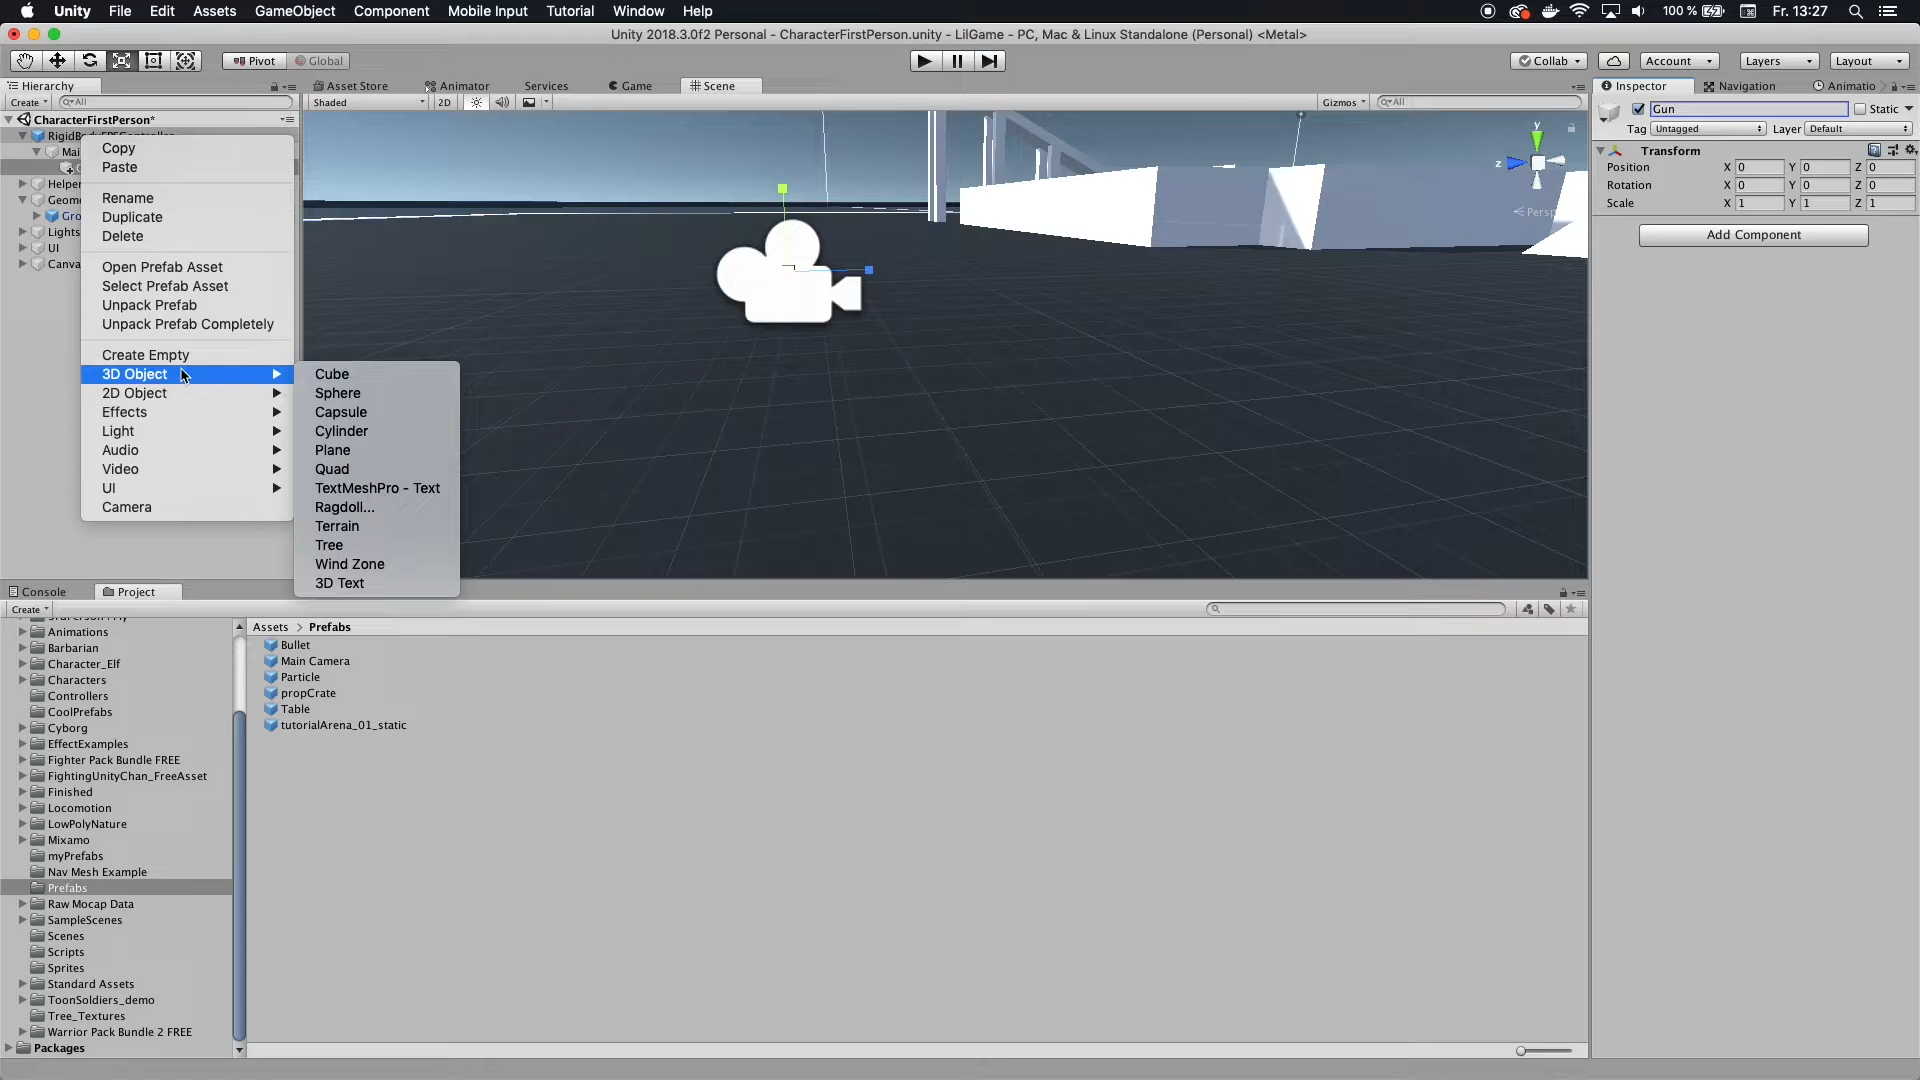 Unity File Edit Assets GameObject Component Mobile Input Tutorial Window Help 100 % Fr. 13:27
Unity 2018.3.0f2 Personal - CharacterFirstPerson.unity - LilGame - PC, Mac & Linux Standalone (Personal) <Metal>
Pivot Global Collab Account Layers Layout
Hierarchy Asset Store Animator Services Game Scene Inspector Navigation Animatio
Create All Shaded 2D Gizmos All
Gun Static
CharacterFirstPerson*
Tag Untagged Layer Default
RigidBodyFPSController
Mai
Helper
Geome
Gro
Lights
UI
Canva
Copy
Paste
Rename
Duplicate
Delete
Open Prefab Asset
Select Prefab Asset
Unpack Prefab
Unpack Prefab Completely
Create Empty
3D Object
2D Object
Effects
Light
Audio
Video
UI
Camera
Cube
Sphere
Capsule
Cylinder
Plane
Quad
TextMeshPro - Text
Ragdoll...
Terrain
Tree
Wind Zone
3D Text
y
z
Persp
Transform
Position X 0 Y 0 Z 0
Rotation X 0 Y 0 Z 0
Scale X 1 Y 1 Z 1
Add Component
Console Project
Create
Animations
Barbarian
Character_Elf
Characters
Controllers
CoolPrefabs
Cyborg
EffectExamples
Fighter Pack Bundle FREE
FightingUnityChan_FreeAsset
Finished
Locomotion
LowPolyNature
Mixamo
myPrefabs
Nav Mesh Example
Prefabs
Raw Mocap Data
SampleScenes
Scenes
Scripts
Sprites
Standard Assets
ToonSoldiers_demo
Tree_Textures
Warrior Pack Bundle 2 FREE
Packages
Assets > Prefabs
Bullet
Main Camera
Particle
propCrate
Table
tutorialArena_01_static